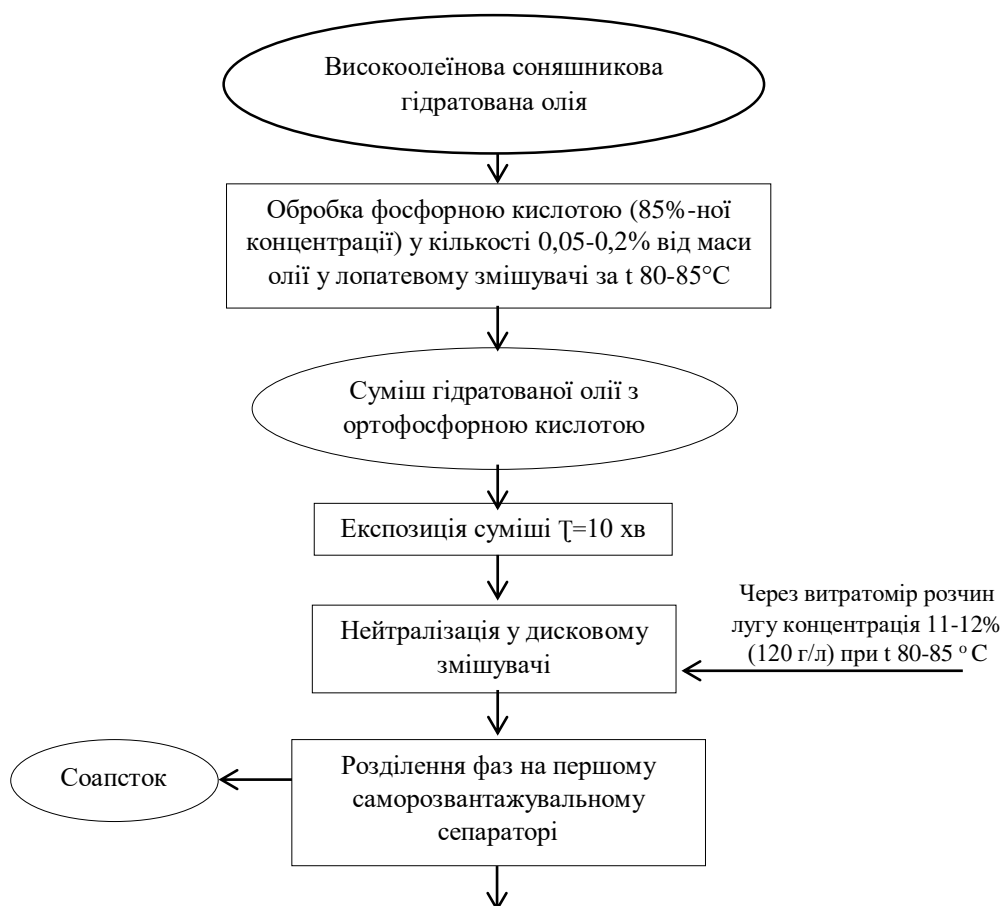 Високоолеїнова соняшникова
гідратована олія
Обробка фосфорною кислотою (85%-ної
концентрації) у кількості 0,05-0,2% від маси
олії у лопатевому змішувачі за t 80-85°С
Суміш гідратованої олії з
ортофосфорною кислотою
Експозиція суміші Ʈ=10 хв
Нейтралізація у дисковому
змішувачі
Через витратомір розчин
лугу концентрація 11-12%
(120 г/л) при t 80-85 º С
Соапсток
Розділення фаз на першому
саморозвантажувальному
сепараторі